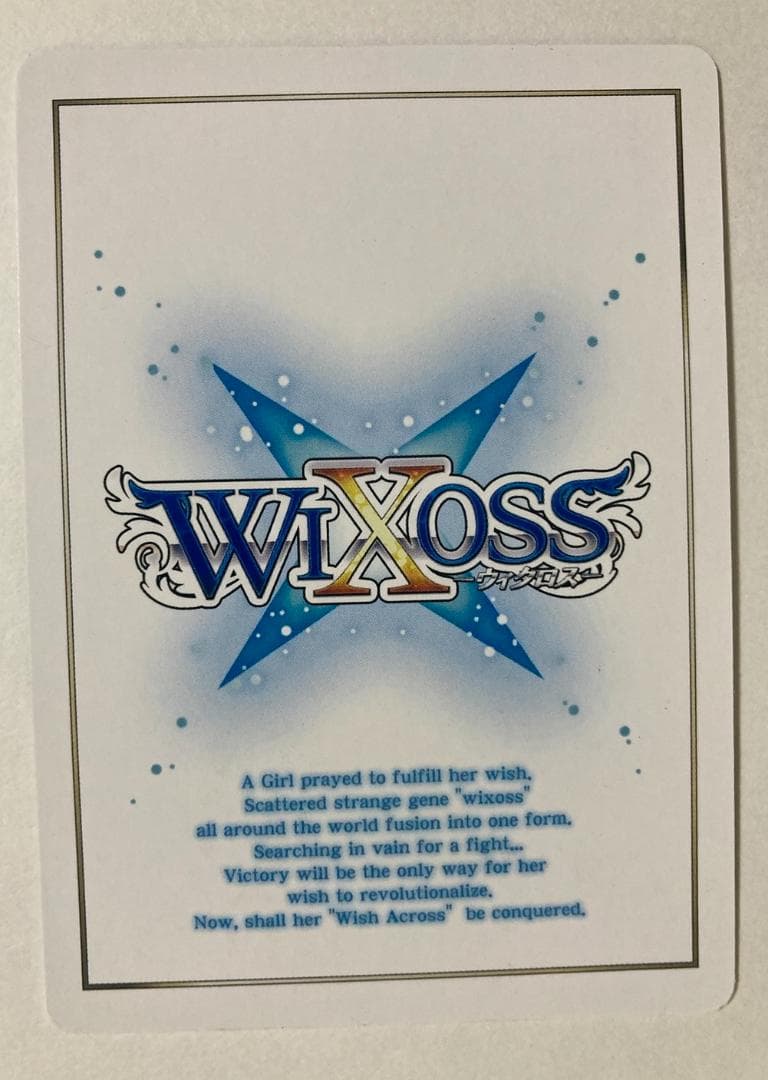 WIXOSS
ーウィクロスー
A Girl prayed to fulfill her wish.
Scattered strange gene "wixoss"
all around the world fusion into one form.
Searching in vain for a fight...
Victory will be the only way for her
wish to revolutionalize.
Now, shall her "Wish Across" be conquered.